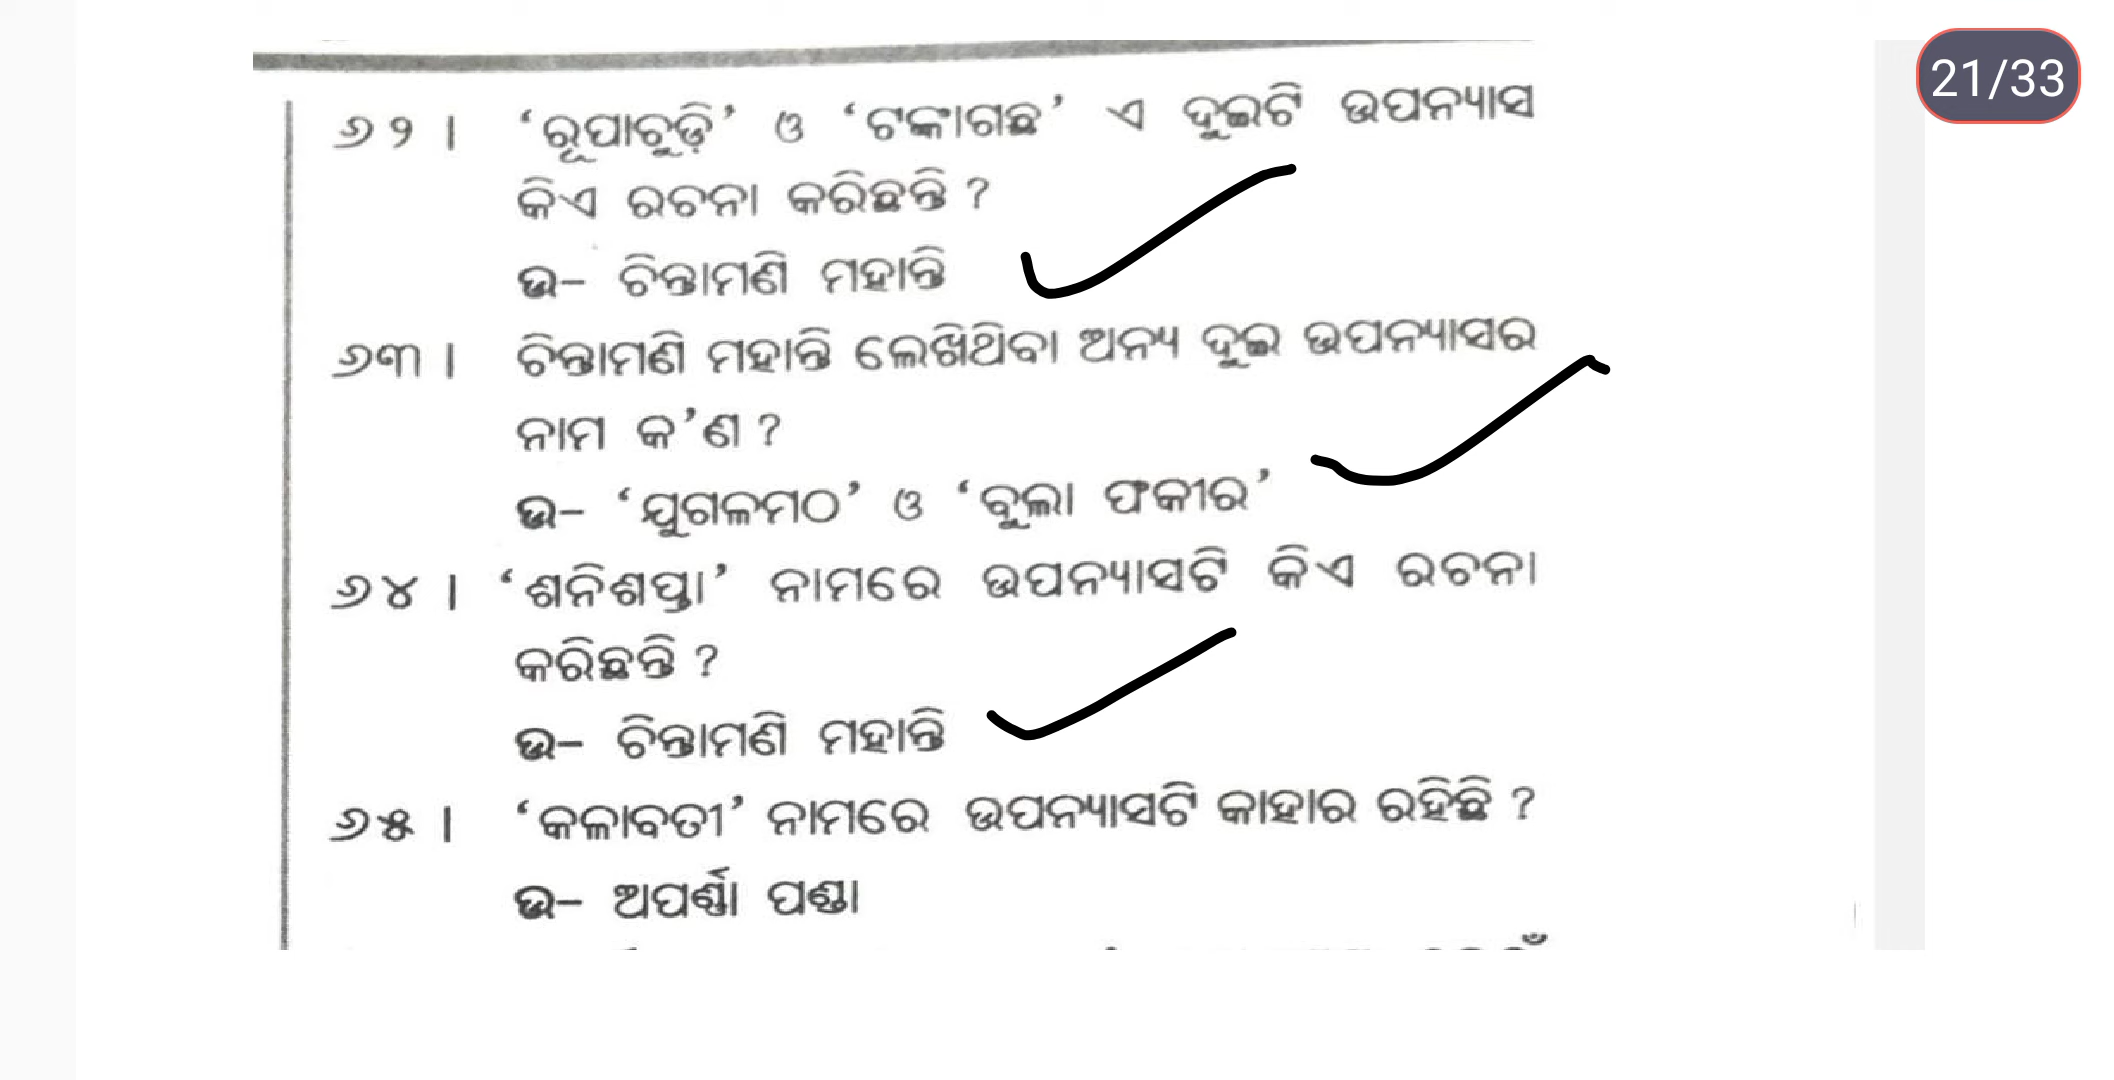 21/33
୬୨ । ‘ରୂପାଚୁଡ଼ି’ ଓ ‘ଟଙ୍କାଗଛ’ ଏ ଦୁଇଟି ଉପନ୍ୟାସ
କିଏ ରଚନା କରିଛନ୍ତି ?
ଉ– ଚିନ୍ତାମଣି ମହାନ୍ତି
୬୩ । ଚିନ୍ତାମଣି ମହାନ୍ତି ଲେଖିଥିବା ଅନ୍ୟ ଦୁଇ ଉପନ୍ୟାସର
ନାମ କ’ଣ ?
ଉ– ‘ଯୁଗଳମଠ’ ଓ ‘ବୁଲା ଫକୀର’
୬୪ । ‘ଶନିଶପ୍ତା’ ନାମରେ ଉପନ୍ୟାସଟି କିଏ ରଚନା
କରିଛନ୍ତି ?
ଉ– ଚିନ୍ତାମଣି ମହାନ୍ତି
୬୫ । ‘କଳାବତୀ’ ନାମରେ ଉପନ୍ୟାସଟି କାହାର ରହିଛି ?
ଉ– ଅପର୍ଣ୍ଣା ପଣ୍ଡା